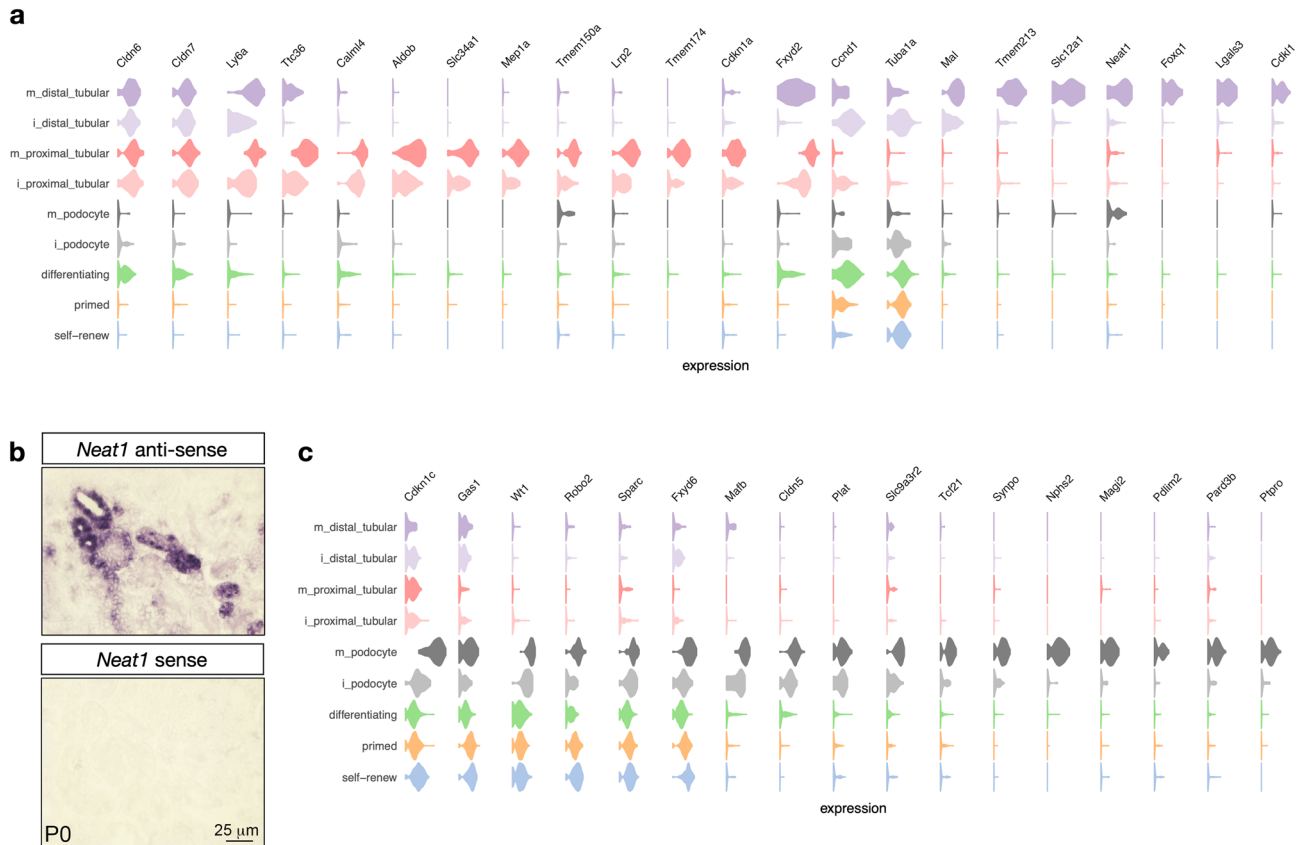 a
Cldn6 Cldn7 Ly6a Ttc36 Calml4 Aldob Slc34a1 Mep1a Tmem150a Lrp2 Tmem174 Cdkn1a Fxyd2 Ccnd1 Tuba1a Mal Tmem213 Slc12a1 Neat1 Foxq1 Lgals3 Cdkl1
m_distal_tubular
i_distal_tubular
m_proximal_tubular
i_proximal_tubular
m_podocyte
i_podocyte
differentiating
primed
self−renew
expression
b
Neat1 anti-sense
Neat1 sense
P0
25 μm
c
Cdkn1c Gas1 Wt1 Robo2 Sparc Fxyd6 Mafb Cldn5 Plat Slc9a3r2 Tcf21 Synpo Nphs2 Magi2 Pdlim2 Pard3b Ptpro
m_distal_tubular
i_distal_tubular
m_proximal_tubular
i_proximal_tubular
m_podocyte
i_podocyte
differentiating
primed
self−renew
expression